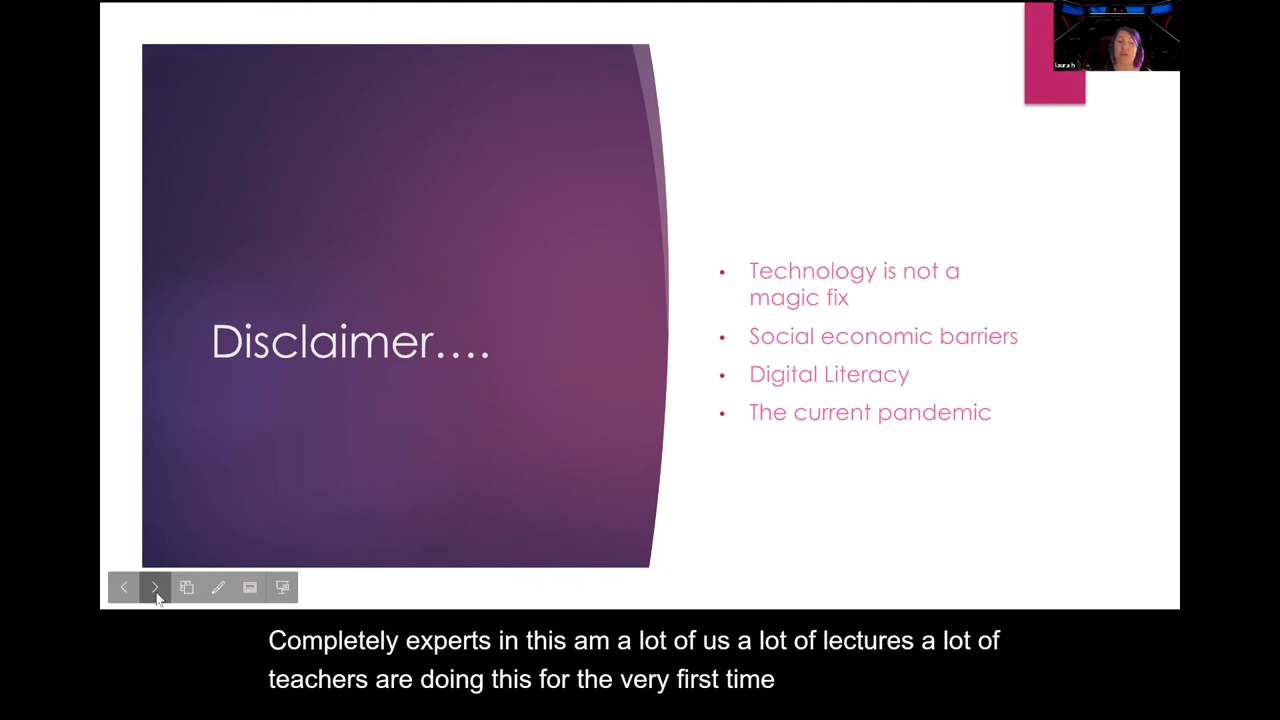 laura h
Disclaimer....
• Technology is not a
magic fix
• Social economic barriers
• Digital Literacy
• The current pandemic
Completely experts in this am a lot of us a lot of lectures a lot of
teachers are doing this for the very first time